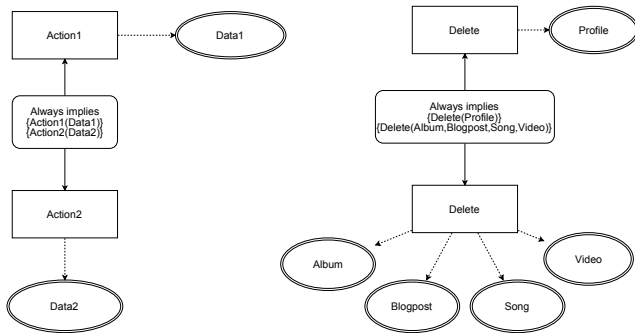 Action1
Data1
Always implies
{Action1(Data1)}
{Action2(Data2)}
Action2
Data2
Delete
Profile
Always implies
{Delete(Profile)}
{Delete(Album,Blogpost,Song,Video)}
Delete
Album
Blogpost
Song
Video